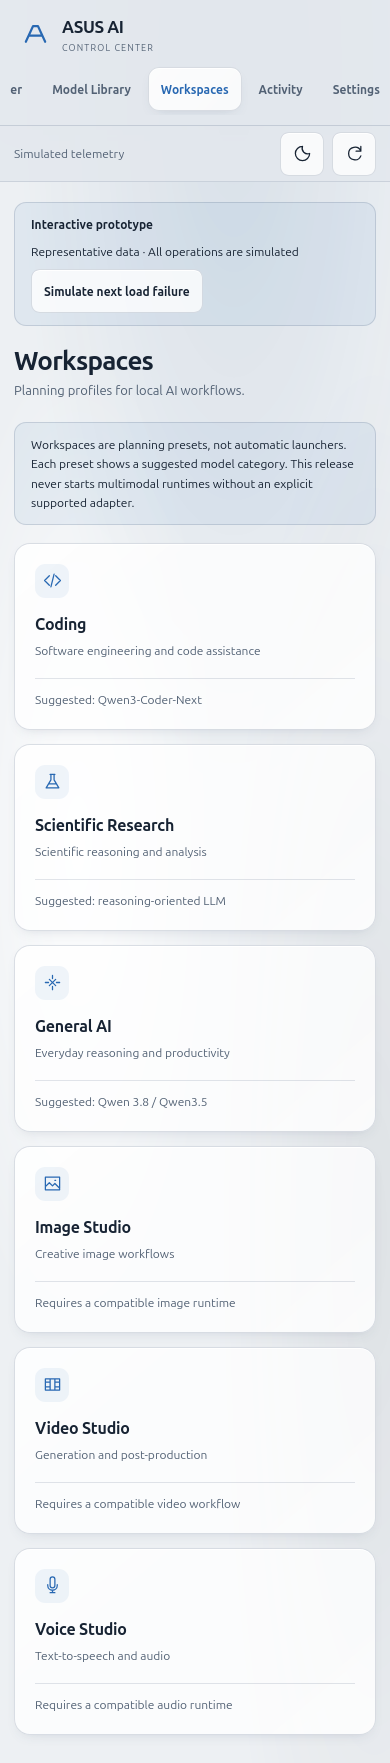 ASUS AI
CONTROL CENTER
er Model Library Workspaces Activity Settings
Simulated telemetry
Interactive prototype
Representative data · All operations are simulated
Simulate next load failure
Workspaces
Planning profiles for local AI workflows.
Workspaces are planning presets, not automatic launchers.
Each preset shows a suggested model category. This release
never starts multimodal runtimes without an explicit
supported adapter.
Coding
Software engineering and code assistance
Suggested: Qwen3-Coder-Next
Scientific Research
Scientific reasoning and analysis
Suggested: reasoning-oriented LLM
General AI
Everyday reasoning and productivity
Suggested: Qwen 3.8 / Qwen3.5
Image Studio
Creative image workflows
Requires a compatible image runtime
Video Studio
Generation and post-production
Requires a compatible video workflow
Voice Studio
Text-to-speech and audio
Requires a compatible audio runtime